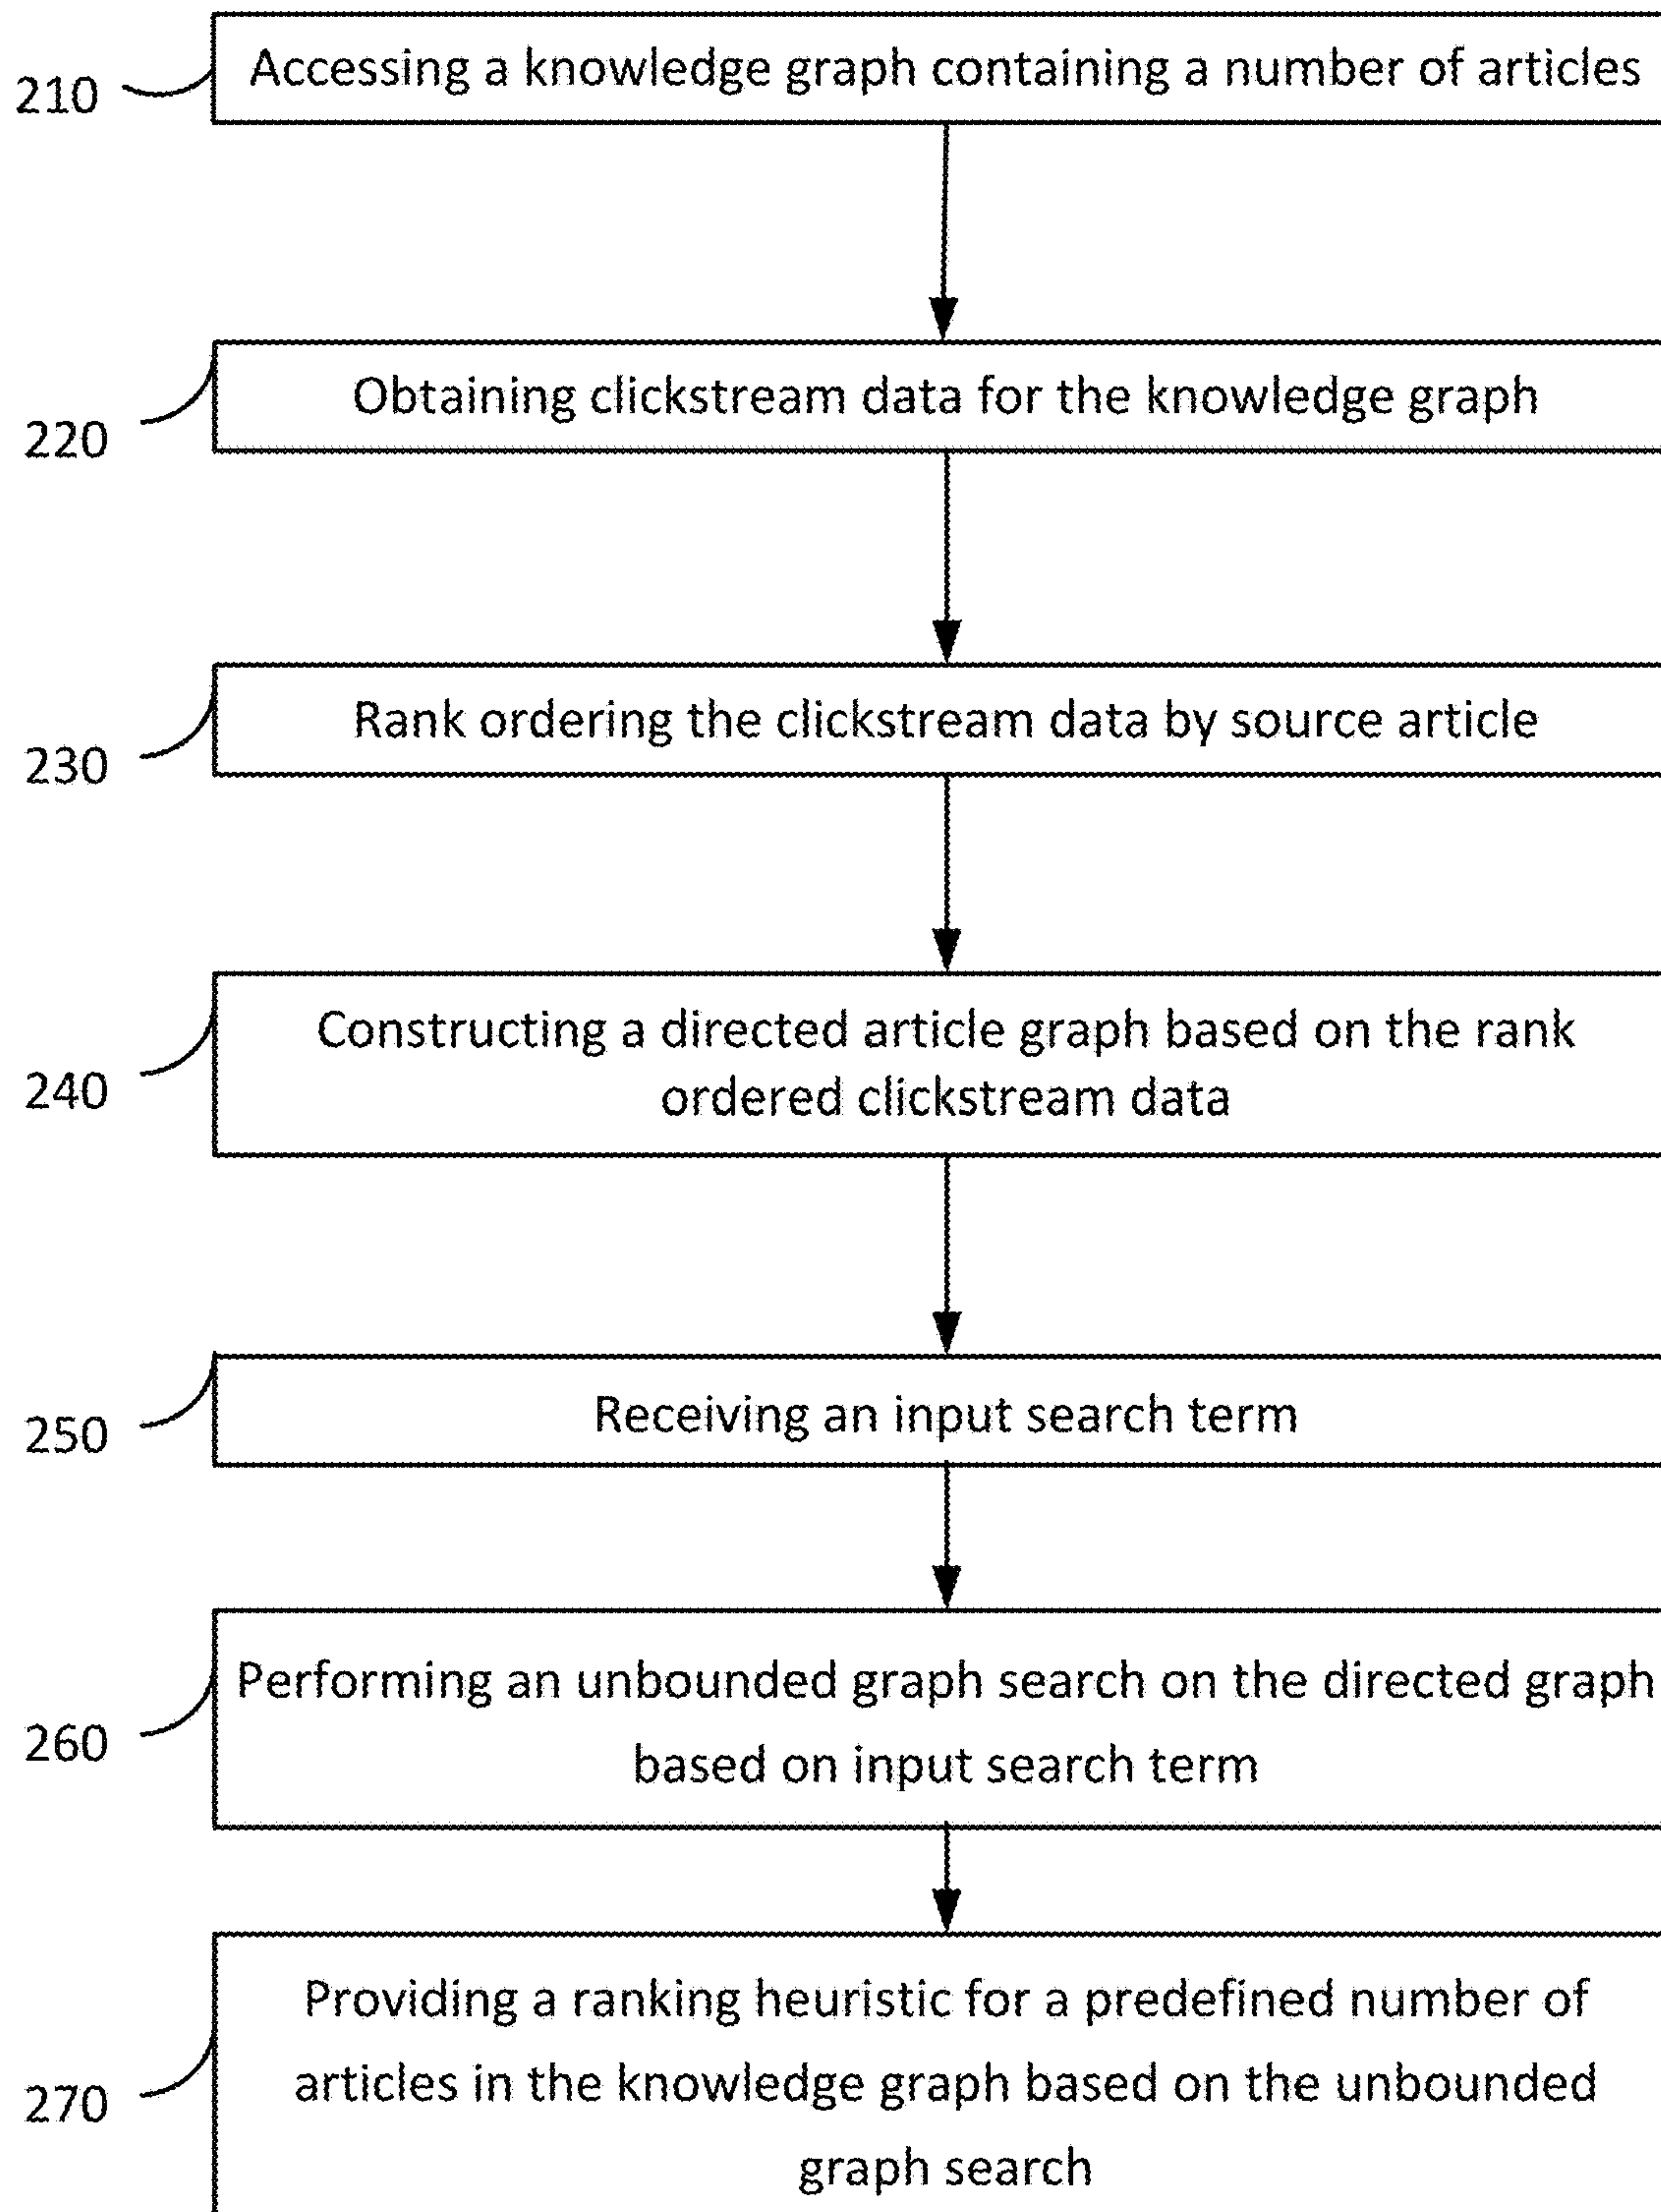 Accessing a knowledge graph containing a number of articles
210
Obtaining clickstream data for the knowledge graph
220
Rank ordering the clickstream data by source article
230
Constructing a directed article graph based on the rank
ordered clickstream data
240
Receiving an input search term
250
Performing an unbounded graph search on the directed graph
based on input search term
260
Providing a ranking heuristic for a predefined number of
articles in the knowledge graph based on the unbounded
graph search
270